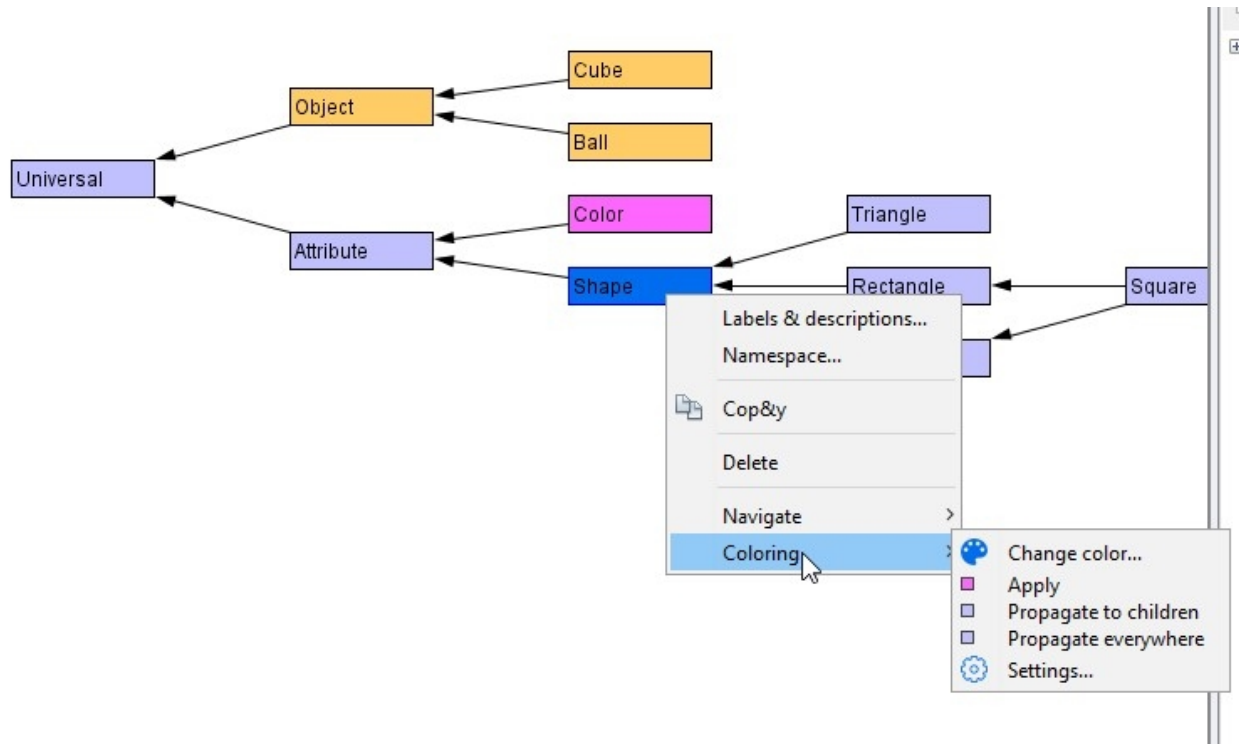 Cube
Object
Ball
Universal
Color
Triangle
Attribute
Shape
Rectangle
Square
Labels & descriptions...
Namespace...
Cop&y
Delete
Navigate
Coloring
Change color...
Apply
Propagate to children
Propagate everywhere
Settings...